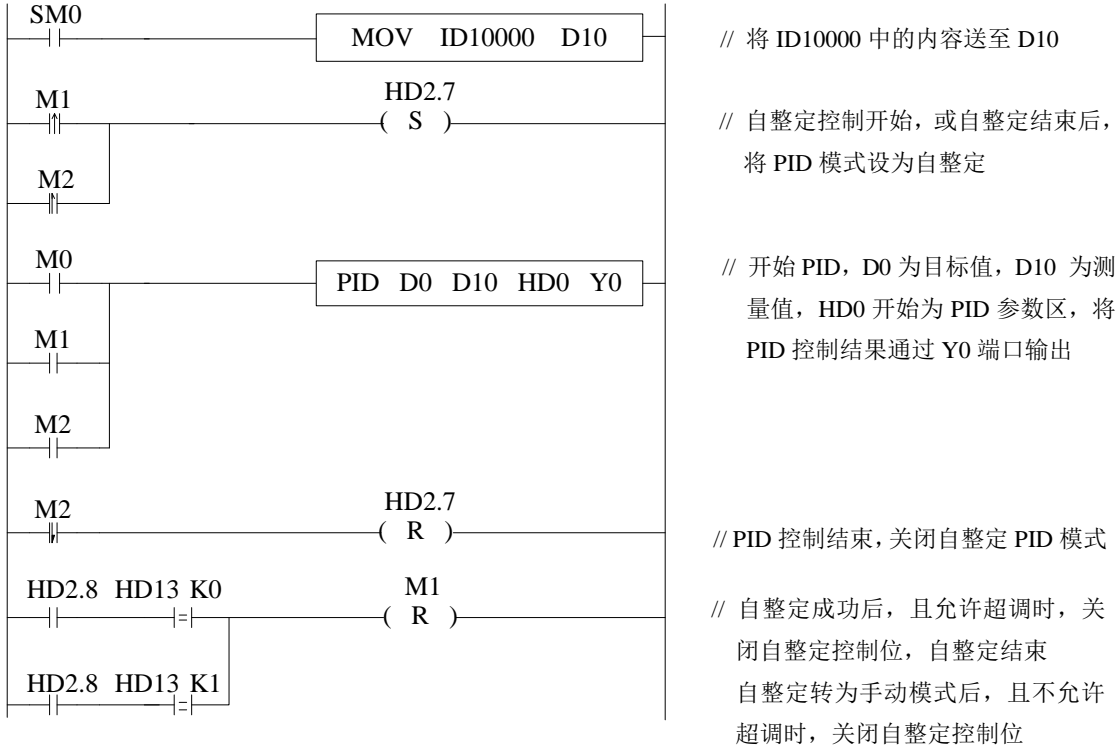 SM0
MOV ID10000 D10
// 将 ID10000 中的内容送至 D10
M1
HD2.7
( S )
// 自整定控制开始，或自整定结束后，
将 PID 模式设为自整定
M2
M0
PID D0 D10 HD0 Y0
// 开始 PID，D0 为目标值，D10 为测
量值，HD0 开始为 PID 参数区，将
PID 控制结果通过 Y0 端口输出
M1
M2
M2
HD2.7
( R )
// PID 控制结束，关闭自整定 PID 模式
HD2.8 HD13 K0
=
M1
( R )
// 自整定成功后，且允许超调时，关
闭自整定控制位，自整定结束
HD2.8 HD13 K1
=
自整定转为手动模式后，且不允许
超调时，关闭自整定控制位